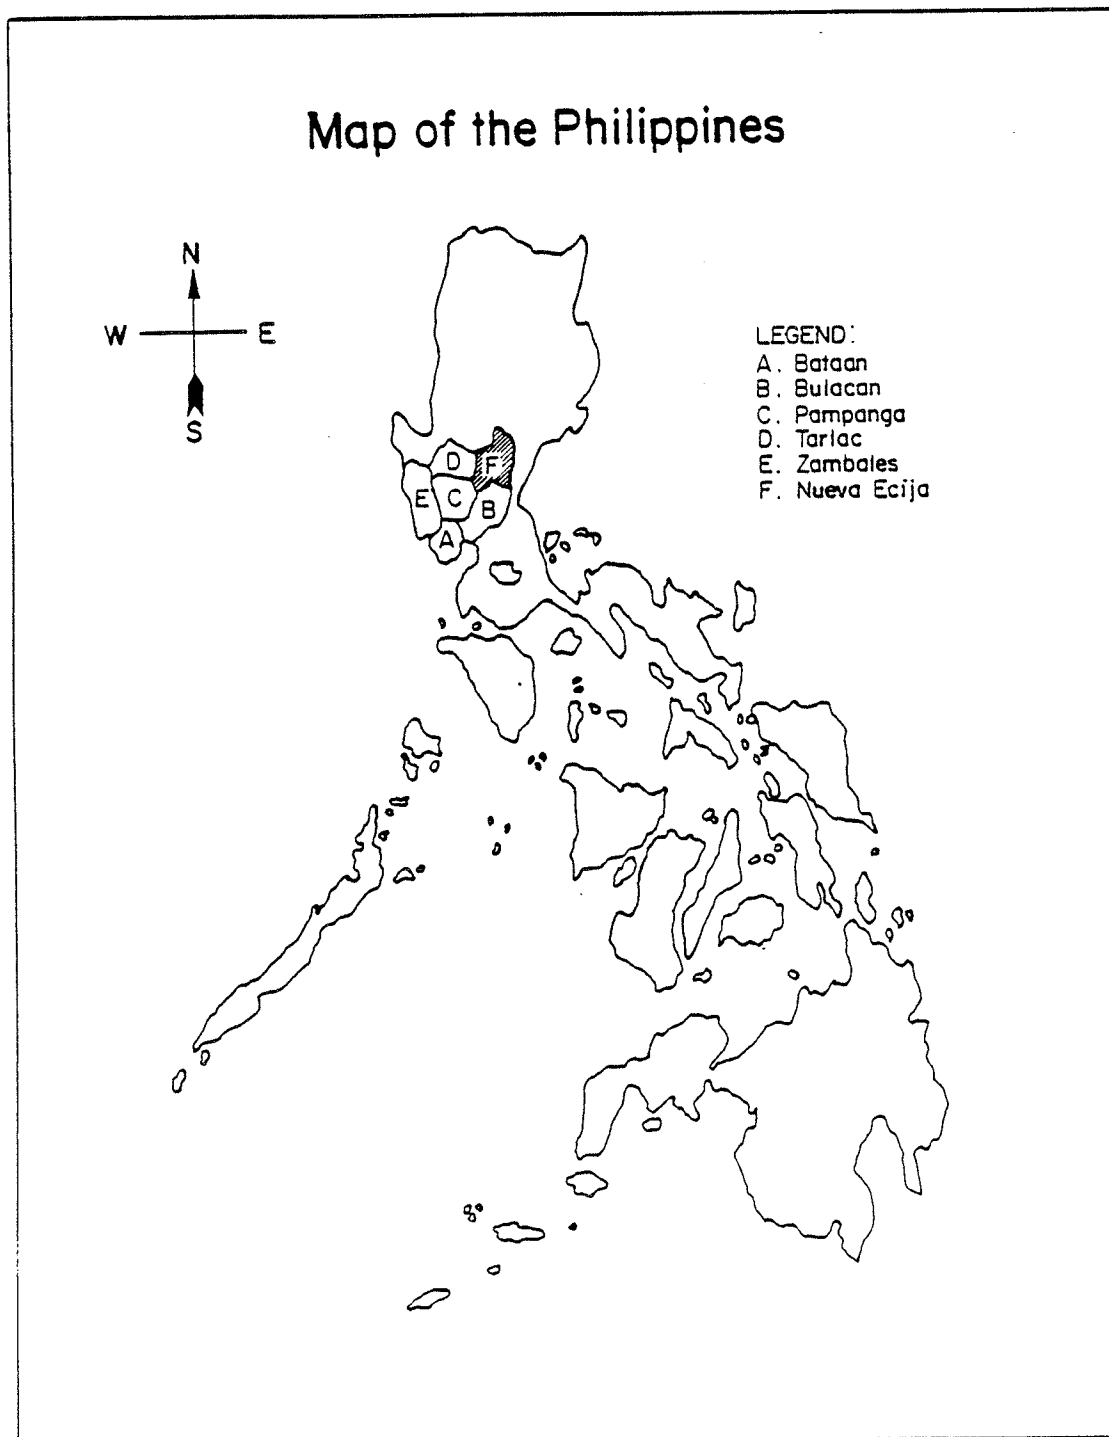 Map of the Philippines
N
W E
S
LEGEND:
A. Bataan
B. Bulacan
C. Pampanga
D. Tarlac
E. Zambales
F. Nueva Ecija
D F
E C B
A